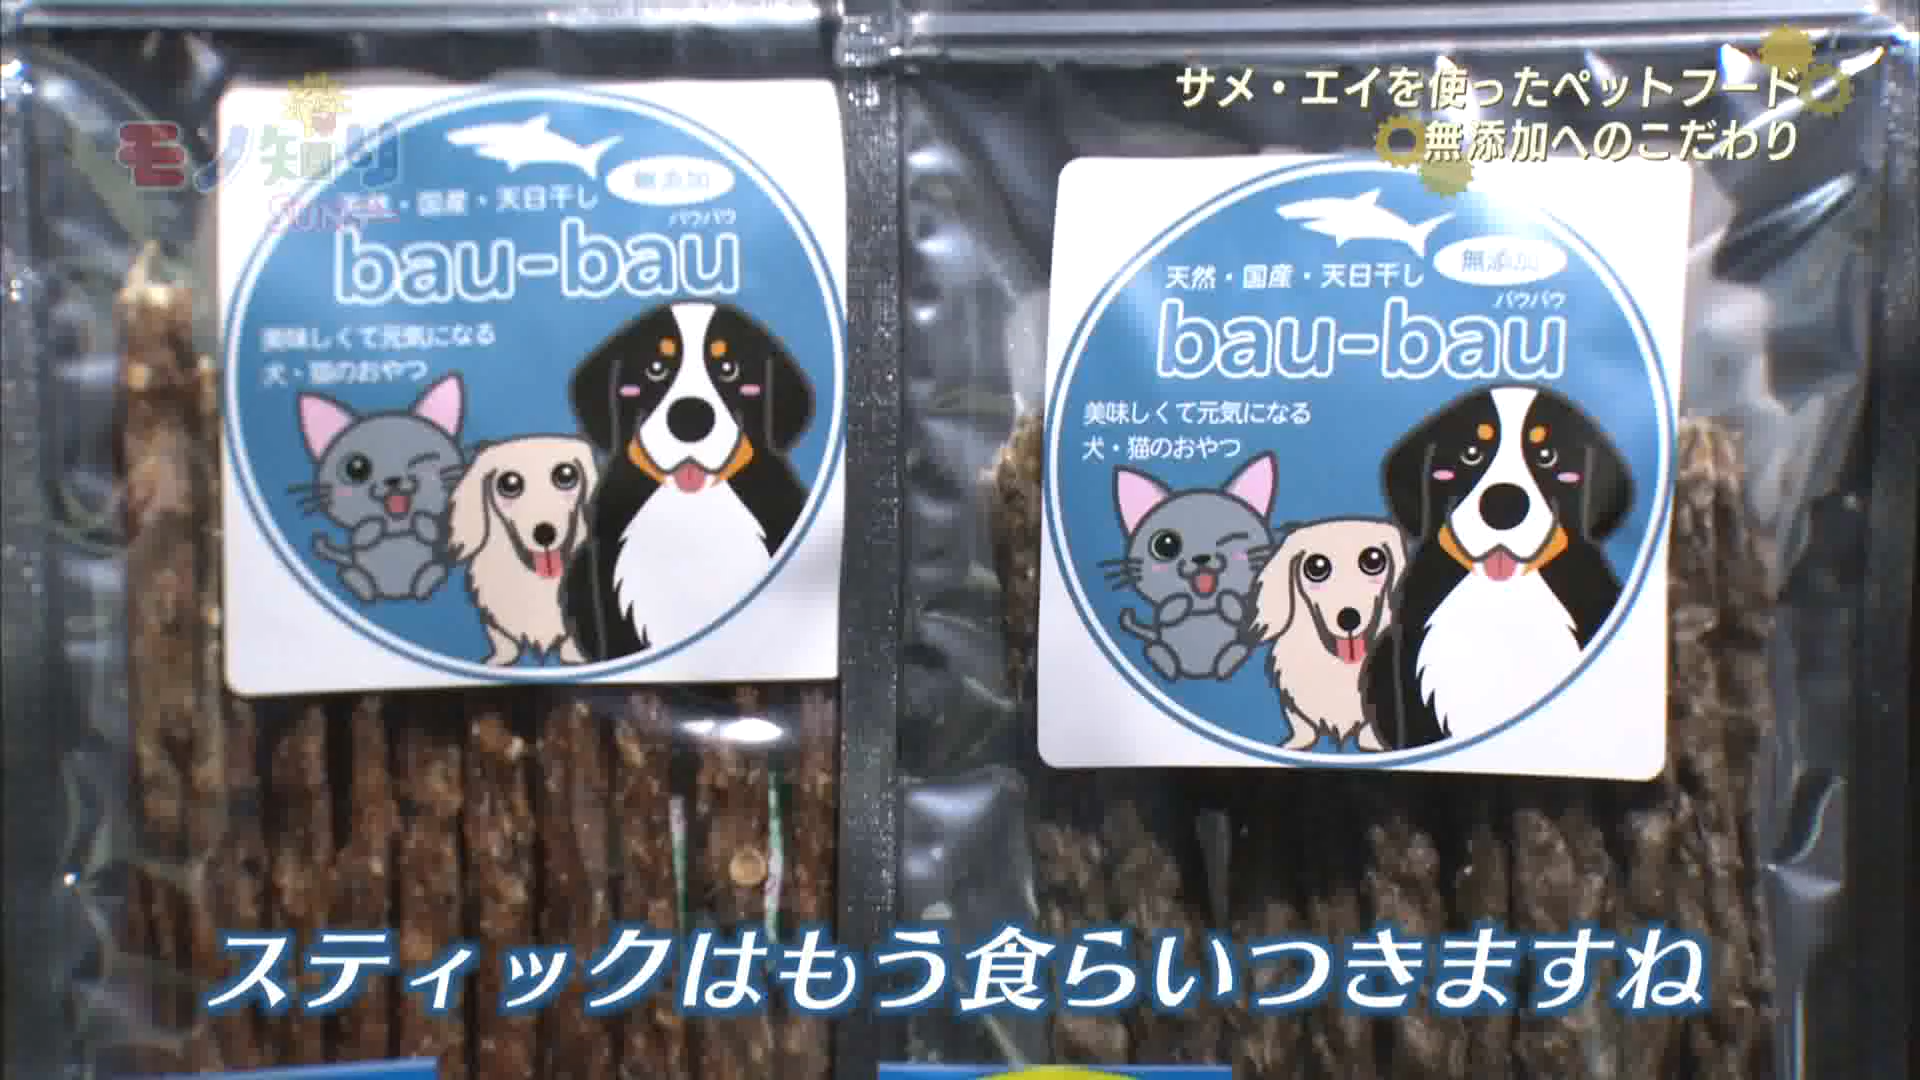 サメ・エイを使ったペットフード
無添加へのこだわり
モノ知り
SUN
無添加
天然・国産・天日干し
バウバウ
bau-bau
美味しくて元気になる
犬・猫のおやつ
無添加
天然・国産・天日干し
バウバウ
bau-bau
美味しくて元気になる
犬・猫のおやつ
スティックはもう食らいつきますね